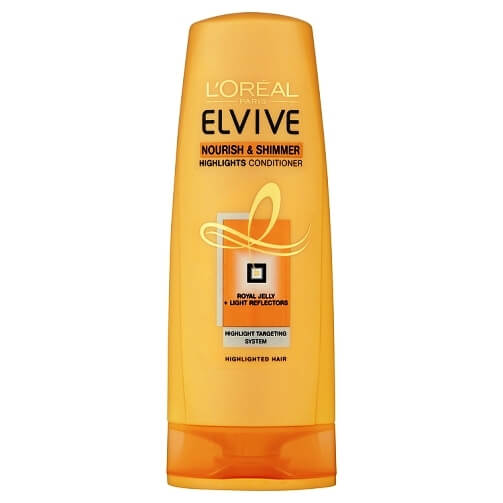 L'ORÉAL
PARIS
ELVIVE
NOURISH & SHIMMER
HIGHLIGHTS CONDITIONER
ROYAL JELLY
+ LIGHT REFLECTORS
HIGHLIGHT TARGETING
SYSTEM
HIGHLIGHTED HAIR